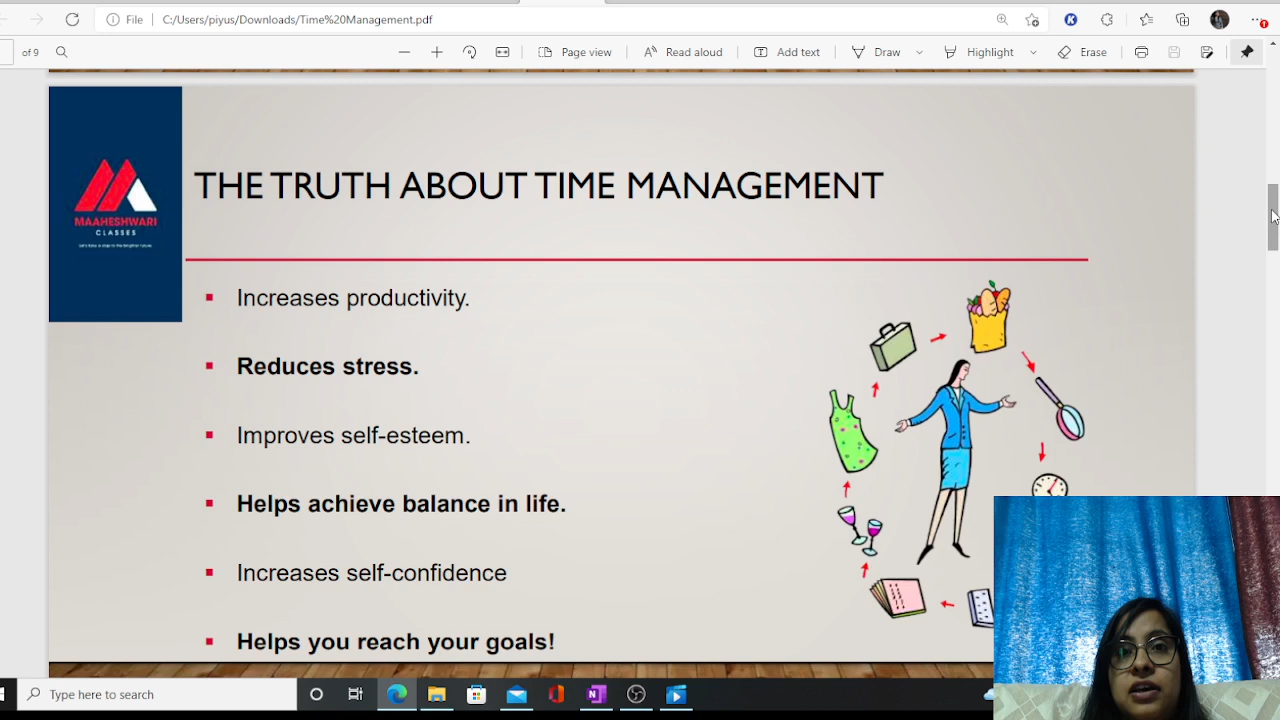 File
C:/Users/piyus/Downloads/Time%20Management.pdf
of 9
Page view
Read aloud
Add text
Draw
Highlight
Erase
MAAHESHWARI
CLASSES
THE TRUTH ABOUT TIME MANAGEMENT
Increases productivity.
Reduces stress.
Improves self-esteem.
Helps achieve balance in life.
Increases self-confidence
Helps you reach your goals!
Type here to search